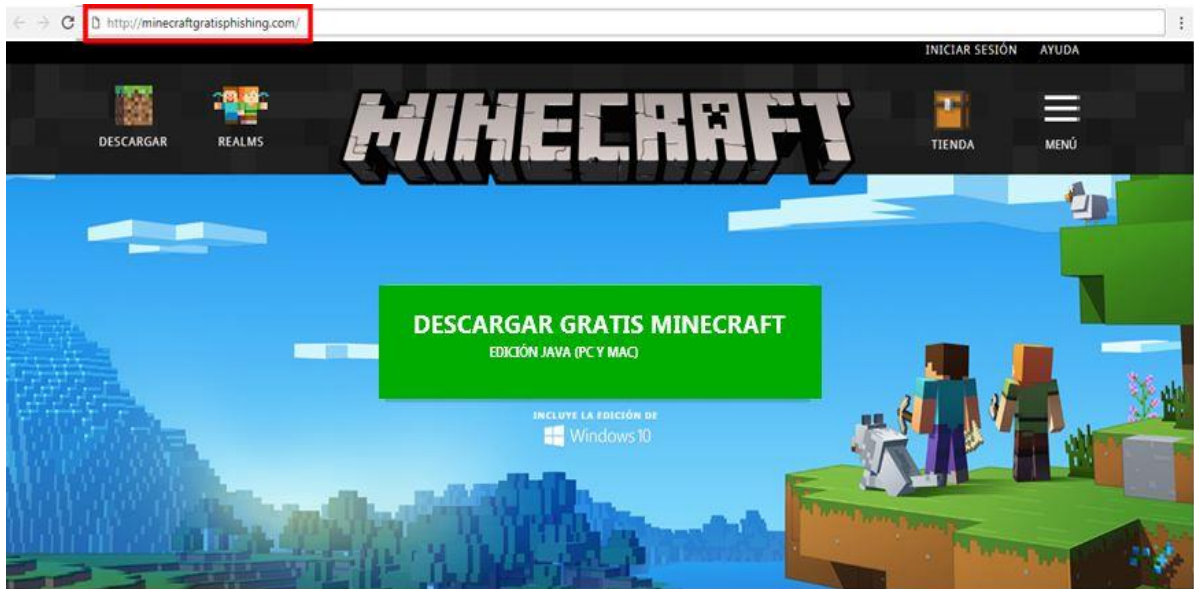 http://minecraftgratisphishing.com/
INICIAR SESIÓN AYUDA
DESCARGAR
REALMS
MINECRAFT
TIENDA
MENÚ
DESCARGAR GRATIS MINECRAFT
EDICIÓN JAVA (PC Y MAC)
INCLUYE LA EDICIÓN DE
Windows 10